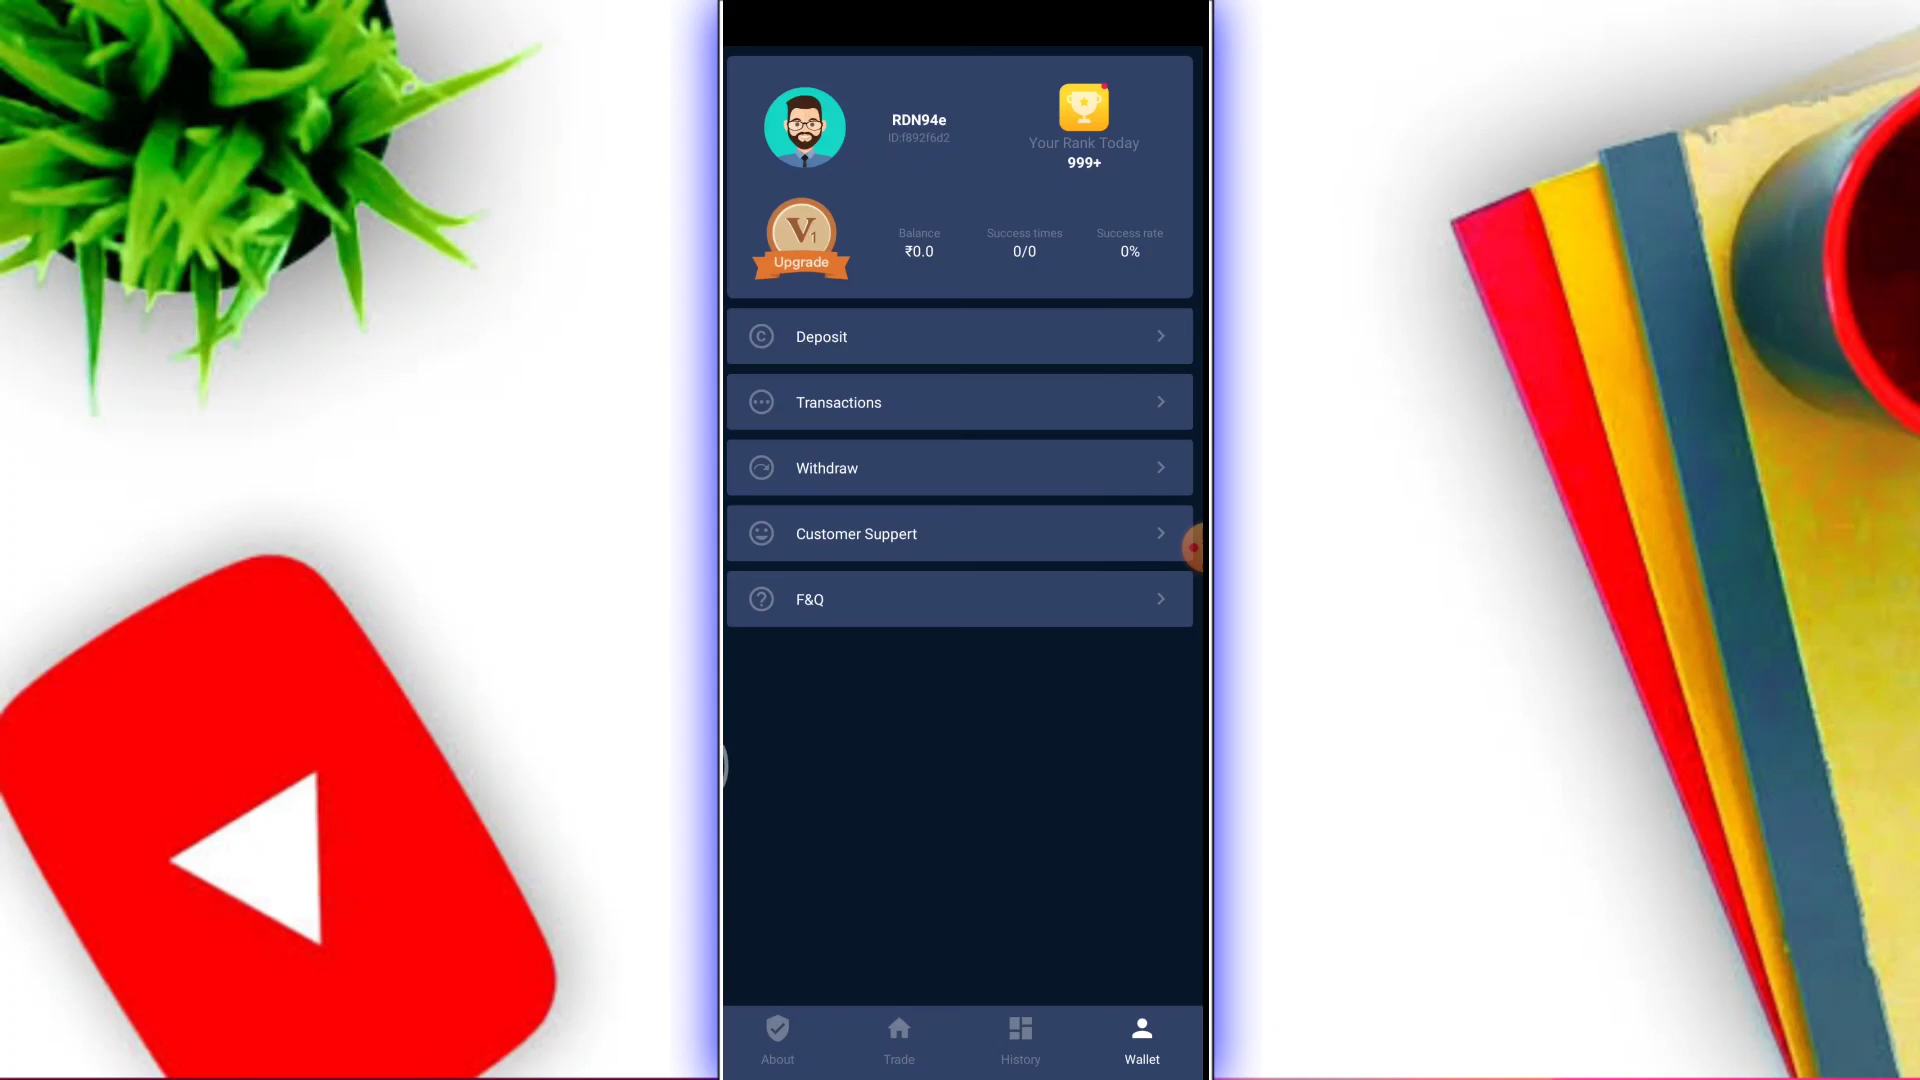 RDN94e
ID:f892f6d2
Your Rank Today
999+
V1
Upgrade
Balance
₹0.0
Success times
0/0
Success rate
0%
Deposit
Transactions
Withdraw
Customer Support
F&Q
About
Trade
History
Wallet